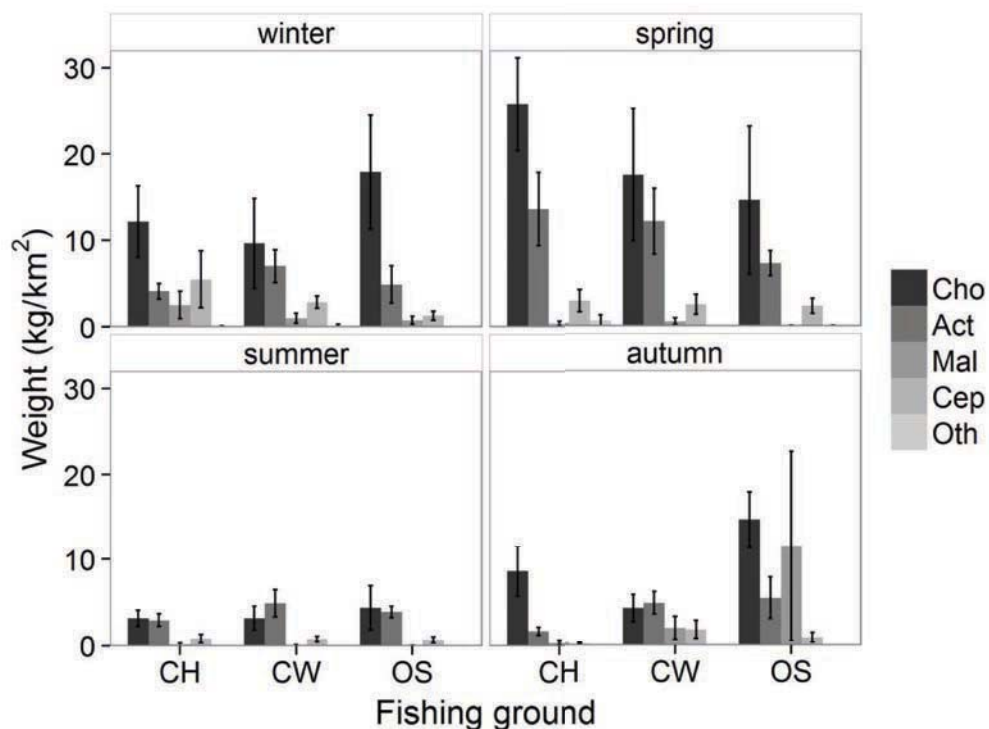 winter
spring
30
20
10
0
summer
autumn
30
20
10
0
Weight (kg/km²)
CH
CW
OS
CH
CW
OS
Fishing ground
Cho
Act
Mal
Cep
Oth